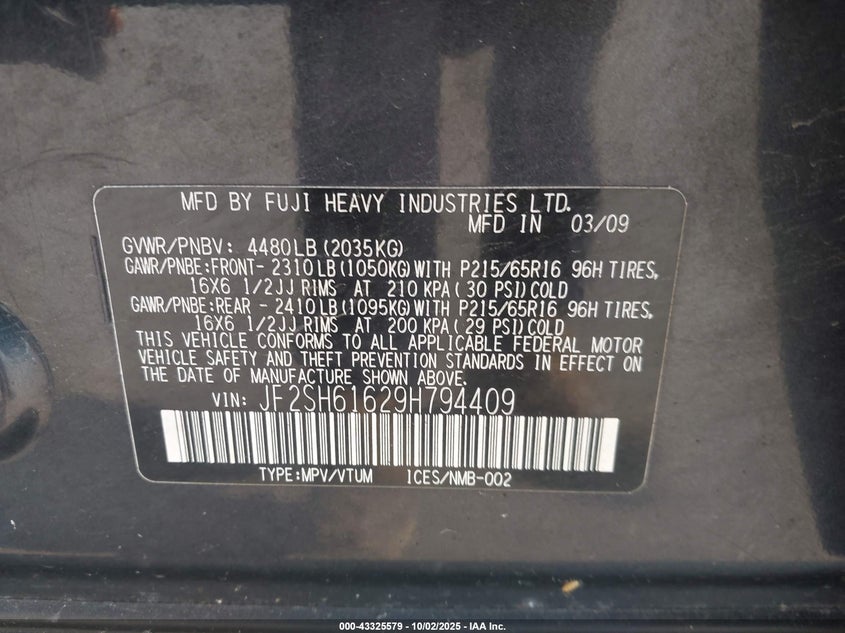 MFD BY FUJI HEAVY INDUSTRIES LTD.
MFD IN 03/09
GVWR/PNBV: 4480LB(2035KG)
GAWR/PNBE:FRONT- 2310LB(1050KG)WITH P215/65R16 96H TIRES,
16X6 1/2JJ RIMS AT 210 KPA(30 PSI)COLD
GAWR/PNBE:REAR - 2410LB(1095KG)WITH P215/65R16 96H TIRES,
16X6 1/2JJ RIMS AT 200 KPA(29 PSI)COLD
THIS VEHICLE CONFORMS TO ALL APPLICABLE FEDERAL MOTOR
VEHICLE SAFETY AND THEFT PREVENTION STANDARDS IN EFFECT ON
THE DATE OF MANUFACTURE SHOWN ABOVE.
VIN: JF2SH61629H794409
TYPE:MPV/VTUM ICES/NMB-002
000-43325579 - 10/02/2025 - IAA Inc.